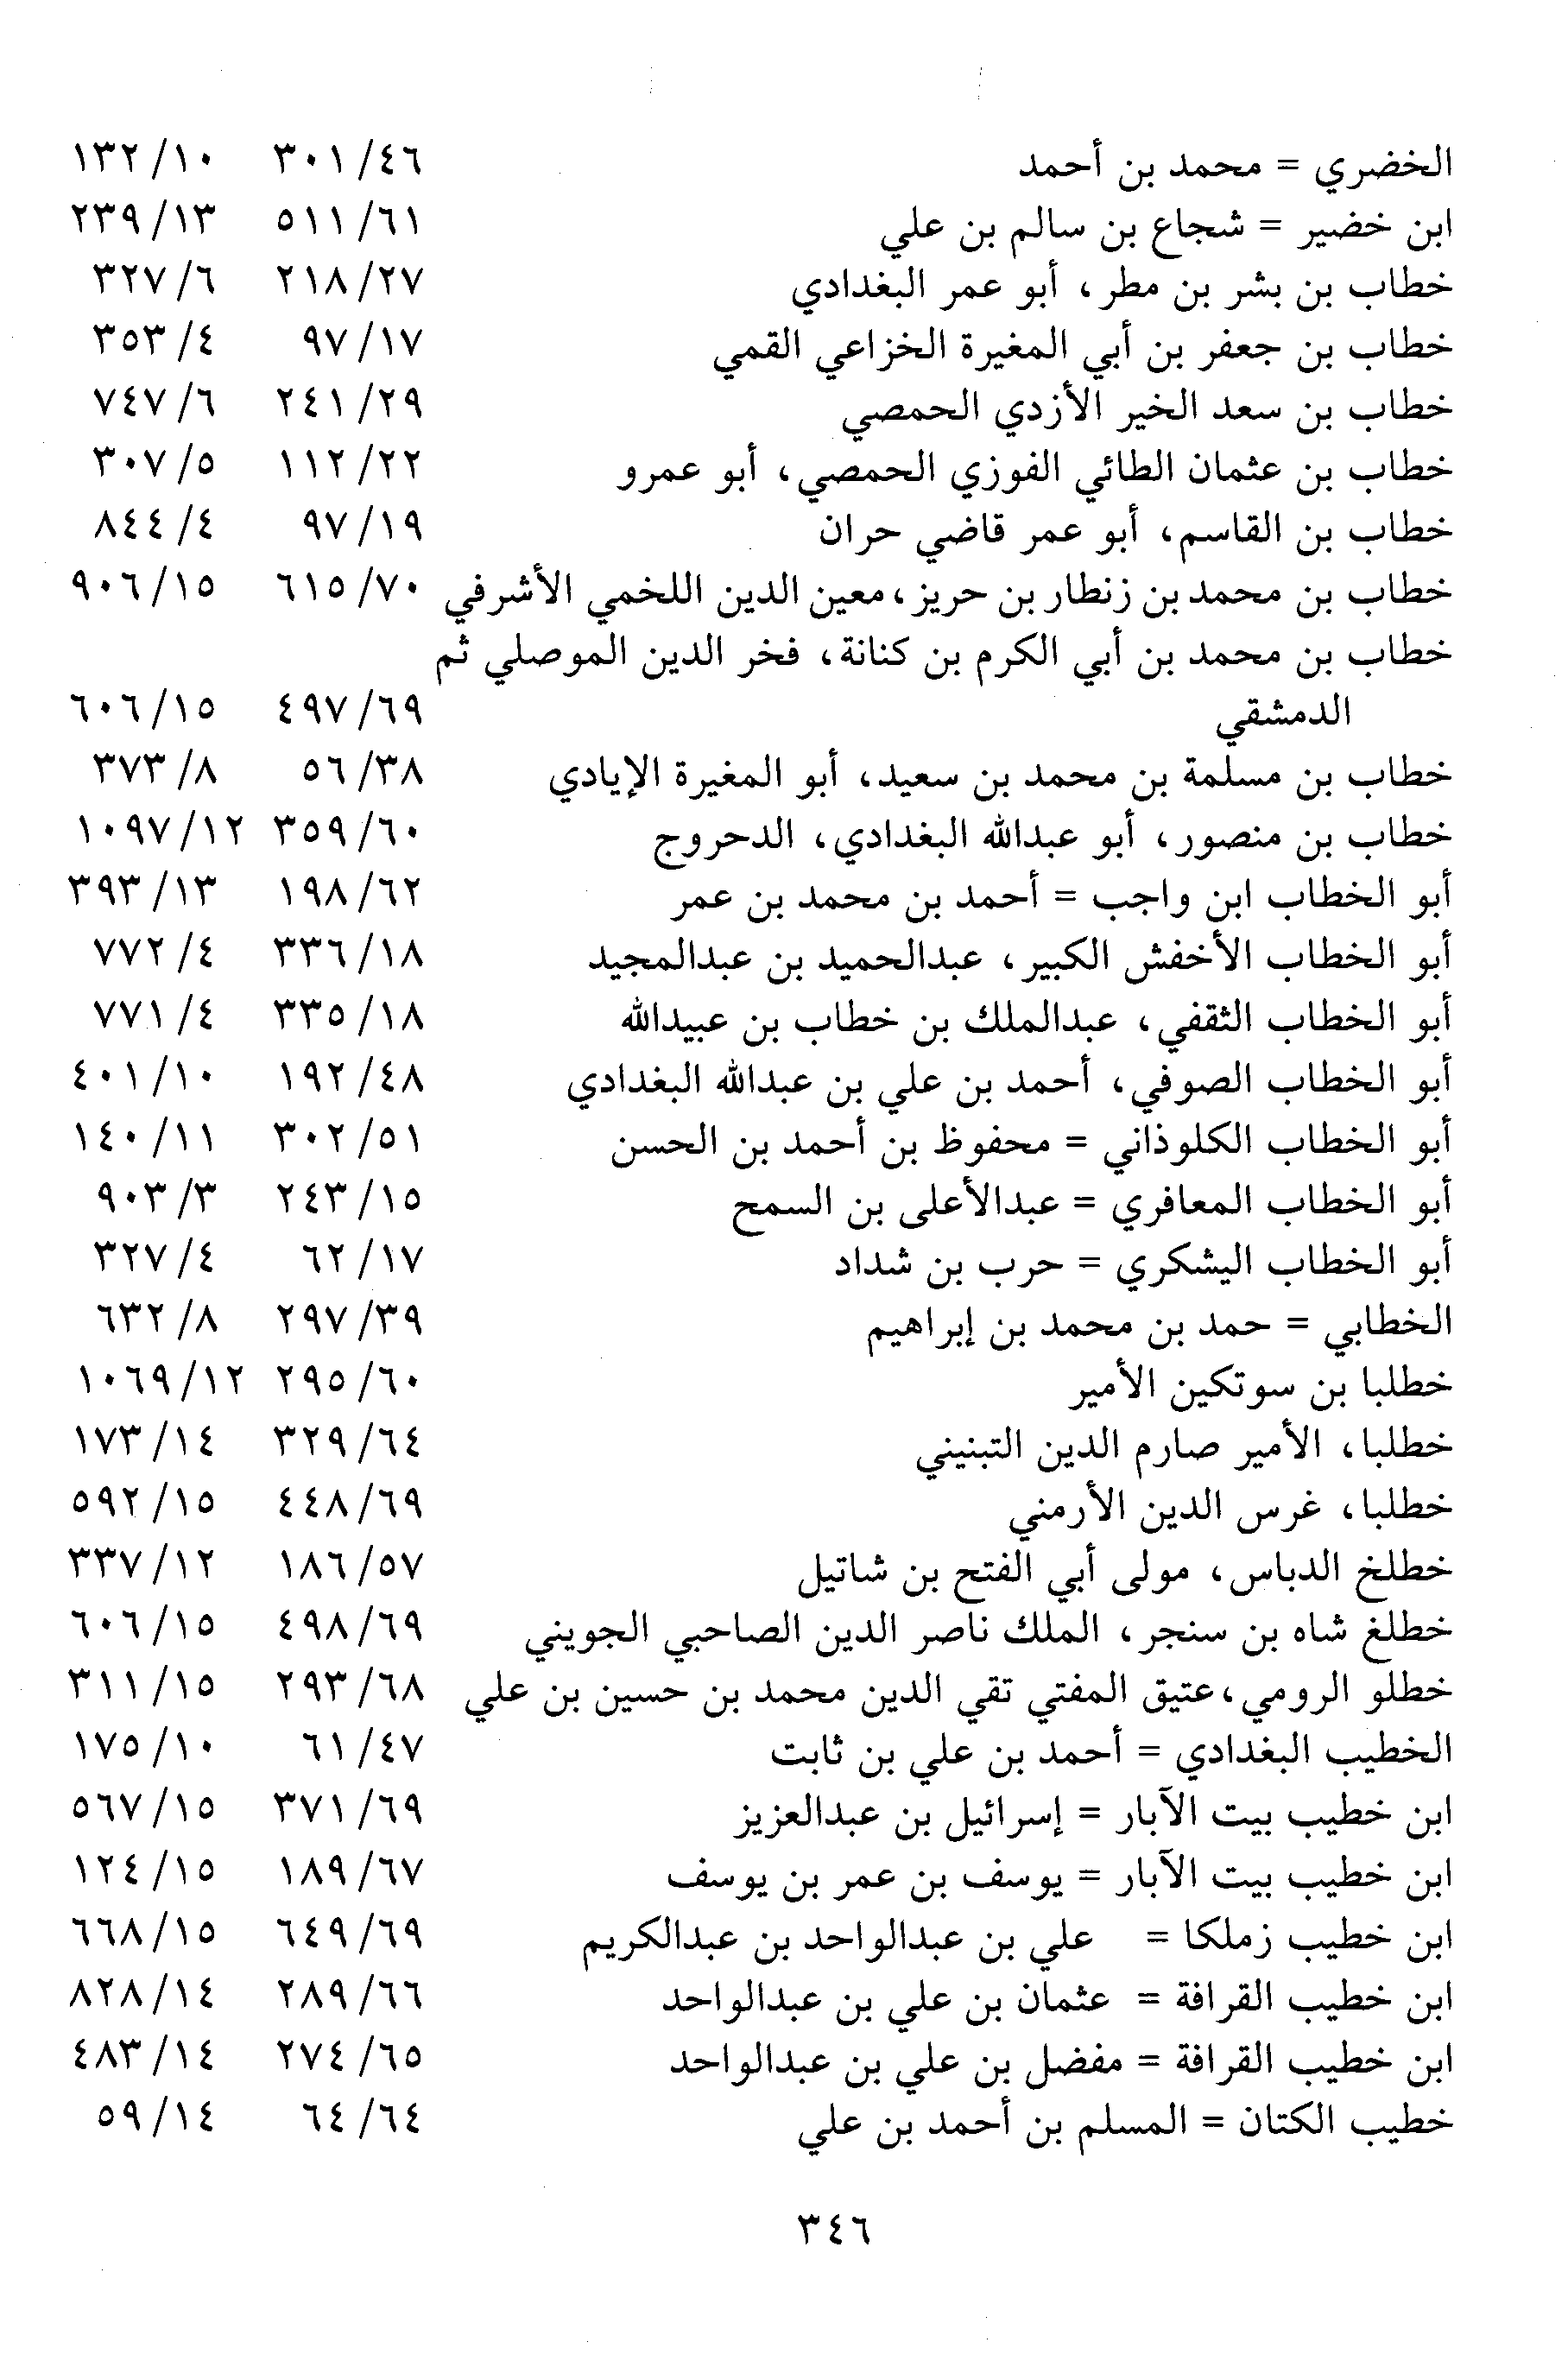 الخضري = محمد بن أحمد ٤٦/ ٣٠١ ١٠/ ١٣٢
ابن خضير = شجاع بن سالم بن علي ٦١/ ٥١١ ١٣/ ٢٣٩
خطاب بن بشر بن مطر، أبو عمر البغدادي ٢٧/ ٢١٨ ٦/ ٣٢٧
خطاب بن جعفر بن أبي المغيرة الخزاعي القمي ١٧/ ٩٧ ٤/ ٣٥٣
خطاب بن سعد الخير الأزدي الحمصي ٢٩/ ٢٤١ ٦/ ٧٤٧
خطاب بن عثمان الطائي الفوزي الحمصي، أبو عمرو ٢٢/ ١١٢ ٥/ ٣٠٧
خطاب بن القاسم، أبو عمر قاضي حران ١٩/ ٩٧ ٤/ ٨٤٤
خطاب بن محمد بن زنطار بن حريز، معين الدين اللخمي الأشرفي ٧٠/ ٦١٥ ١٥/ ٩٠٦
خطاب بن محمد بن أبي الكرم بن كنانة، فخر الدين الموصلي ثم
الدمشقي ٦٩/ ٤٩٧ ١٥/ ٦٠٦
خطاب بن مسلمة بن محمد بن سعيد، أبو المغيرة الإيادي ٣٨/ ٥٦ ٨/ ٣٧٣
خطاب بن منصور، أبو عبدالله البغدادي، الدحروج ٦٠/ ٣٥٩ ١٢/ ١٠٩٧
أبو الخطاب ابن واجب = أحمد بن محمد بن عمر ٦٢/ ١٩٨ ١٣/ ٣٩٣
أبو الخطاب الأخفش الكبير، عبدالحميد بن عبدالمجيد ١٨/ ٣٣٦ ٤/ ٧٧٢
أبو الخطاب الثقفي، عبدالملك بن خطاب بن عبيدالله ١٨/ ٣٣٥ ٤/ ٧٧١
أبو الخطاب الصوفي، أحمد بن علي بن عبدالله البغدادي ٤٨/ ١٩٢ ١٠/ ٤٠١
أبو الخطاب الكلوذاني = محفوظ بن أحمد بن الحسن ٥١/ ٣٠٢ ١١/ ١٤٠
أبو الخطاب المعافري = عبدالأعلى بن السمح ١٥/ ٢٤٣ ٣/ ٩٠٣
أبو الخطاب اليشكري = حرب بن شداد ١٧/ ٦٢ ٤/ ٣٢٧
الخطابي = حمد بن محمد بن إبراهيم ٣٩/ ٢٩٧ ٨/ ٦٣٢
خطلبا بن سوتكين الأمير ٦٠/ ٢٩٥ ١٢/ ١٠٦٩
خطلبا، الأمير صارم الدين التبنيني ٦٤/ ٣٢٩ ١٤/ ١٧٣
خطلبا، غرس الدين الأرمني ٦٩/ ٤٤٨ ١٥/ ٥٩٢
خطلخ الدباس، مولى أبي الفتح بن شاتيل ٥٧/ ١٨٦ ١٢/ ٣٣٧
خطلغ شاه بن سنجر، الملك ناصر الدين الصاحبي الجويني ٦٩/ ٤٩٨ ١٥/ ٦٠٦
خطلو الرومي، عتيق المفتي تقي الدين محمد بن حسين بن علي ٦٨/ ٢٩٣ ١٥/ ٣١١
الخطيب البغدادي = أحمد بن علي بن ثابت ٤٧/ ٦١ ١٠/ ١٧٥
ابن خطيب بيت الآبار = إسرائيل بن عبدالعزيز ٦٩/ ٣٧١ ١٥/ ٥٦٧
ابن خطيب بيت الآبار = يوسف بن عمر بن يوسف ٦٧/ ١٨٩ ١٥/ ١٢٤
ابن خطيب زملكا = علي بن عبدالواحد بن عبدالكريم ٦٩/ ٦٤٩ ١٥/ ٦٦٨
ابن خطيب القرافة = عثمان بن علي بن عبدالواحد ٦٦/ ٢٨٩ ١٤/ ٨٢٨
ابن خطيب القرافة = مفضل بن علي بن عبدالواحد ٦٥/ ٢٧٤ ١٤/ ٤٨٣
خطيب الكتان = المسلم بن أحمد بن علي ٦٤/ ٦٤ ١٤/ ٥٩
٣٤٦